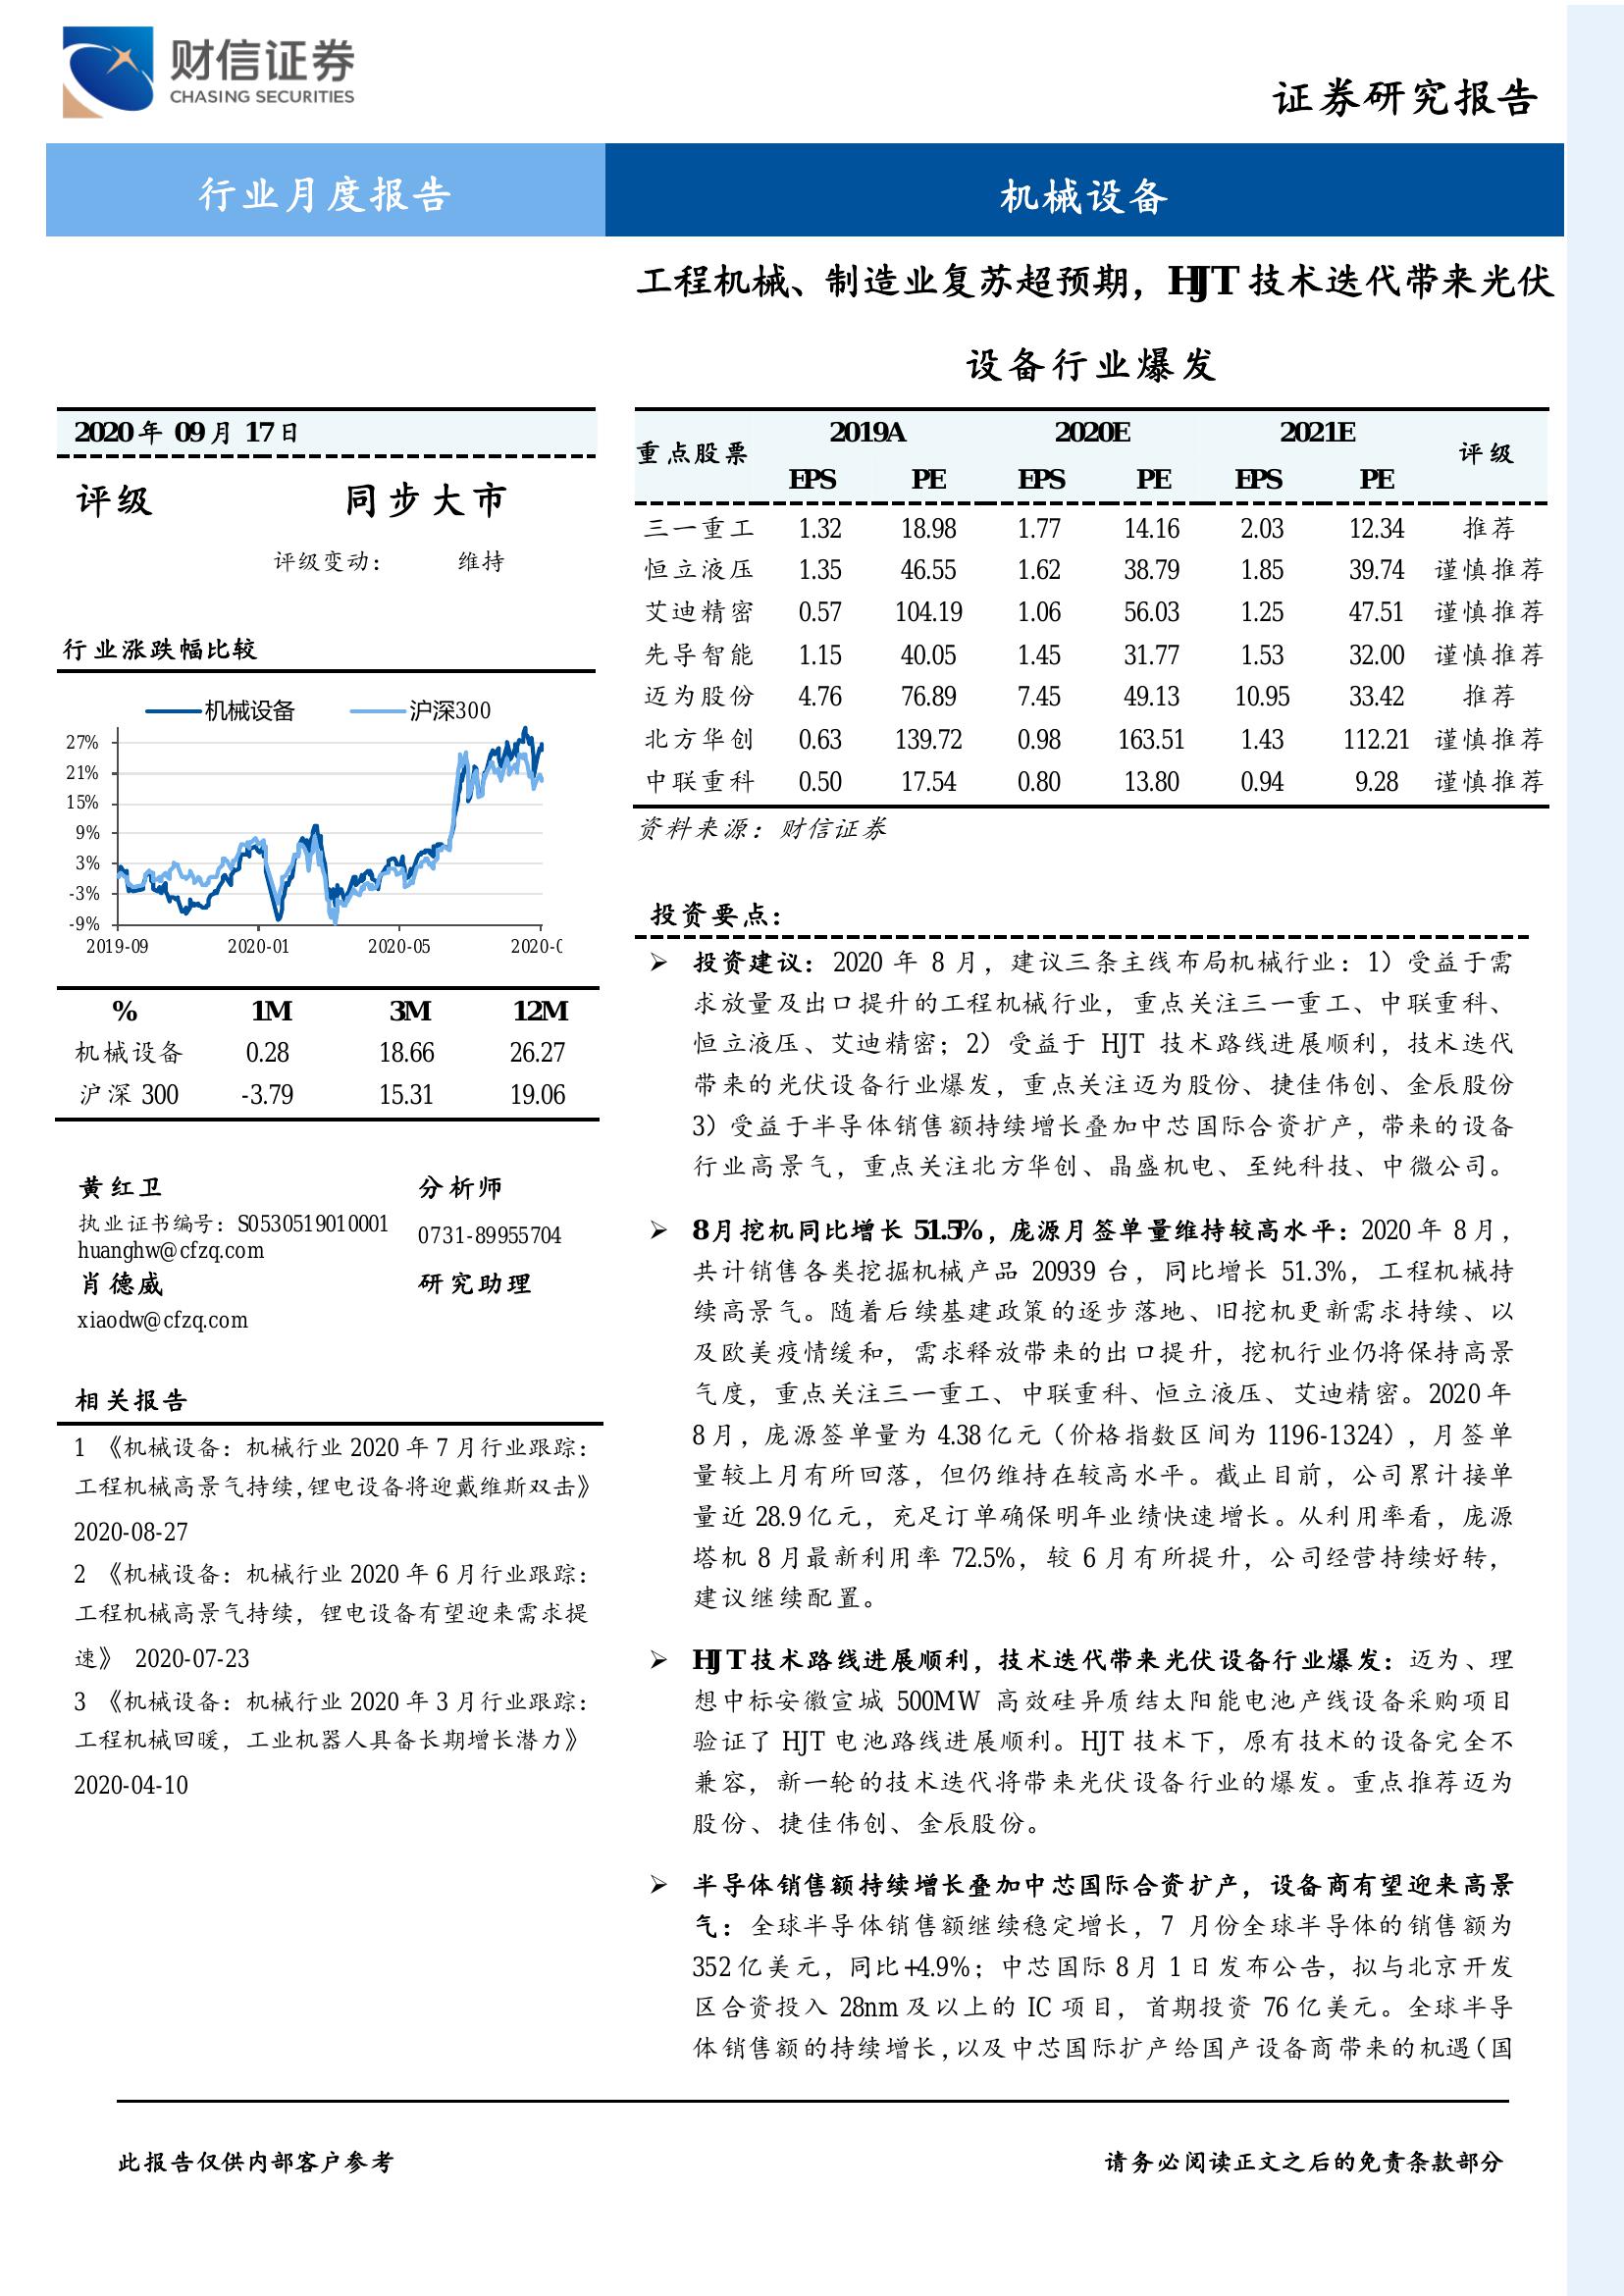 财信证券
CHASING SECURITIES
证券研究报告
行业月度报告
机械设备
工程机械、制造业复苏超预期，HJT 技术迭代带来光伏
设备行业爆发
2020 年 09 月 17 日
评级 同步大市
评级变动： 维持
行业涨跌幅比较
机械设备 沪深300
27%
21%
15%
9%
3%
-3%
-9%
2019-09 2020-01 2020-05 2020-0
% 1M 3M 12M
机械设备 0.28 18.66 26.27
沪深 300 -3.79 15.31 19.06
黄红卫 分析师
执业证书编号：S0530519010001 0731-89955704
huanghw@cfzq.com
肖德威 研究助理
xiaodw@cfzq.com
相关报告
1 《机械设备：机械行业 2020 年 7 月行业跟踪：
工程机械高景气持续,锂电设备将迎戴维斯双击》
2020-08-27
2 《机械设备：机械行业 2020 年 6 月行业跟踪：
工程机械高景气持续，锂电设备有望迎来需求提
速》 2020-07-23
3 《机械设备：机械行业 2020 年 3 月行业跟踪：
工程机械回暖，工业机器人具备长期增长潜力》
2020-04-10
重点股票 2019A 2020E 2021E 评级
EPS PE EPS PE EPS PE
三一重工 1.32 18.98 1.77 14.16 2.03 12.34 推荐
恒立液压 1.35 46.55 1.62 38.79 1.85 39.74 谨慎推荐
艾迪精密 0.57 104.19 1.06 56.03 1.25 47.51 谨慎推荐
先导智能 1.15 40.05 1.45 31.77 1.53 32.00 谨慎推荐
迈为股份 4.76 76.89 7.45 49.13 10.95 33.42 推荐
北方华创 0.63 139.72 0.98 163.51 1.43 112.21 谨慎推荐
中联重科 0.50 17.54 0.80 13.80 0.94 9.28 谨慎推荐
资料来源：财信证券
投资要点：
➢ 投资建议：2020 年 8 月，建议三条主线布局机械行业：1）受益于需
求放量及出口提升的工程机械行业，重点关注三一重工、中联重科、
恒立液压、艾迪精密；2）受益于 HJT 技术路线进展顺利，技术迭代
带来的光伏设备行业爆发，重点关注迈为股份、捷佳伟创、金辰股份
3）受益于半导体销售额持续增长叠加中芯国际合资扩产，带来的设备
行业高景气，重点关注北方华创、晶盛机电、至纯科技、中微公司。
➢ 8 月挖机同比增长 51.5%，庞源月签单量维持较高水平：2020 年 8 月，
共计销售各类挖掘机械产品 20939 台，同比增长 51.3%，工程机械持
续高景气。随着后续基建政策的逐步落地、旧挖机更新需求持续、以
及欧美疫情缓和，需求释放带来的出口提升，挖机行业仍将保持高景
气度，重点关注三一重工、中联重科、恒立液压、艾迪精密。2020 年
8 月，庞源签单量为 4.38 亿元（价格指数区间为 1196-1324），月签单
量较上月有所回落，但仍维持在较高水平。截止目前，公司累计接单
量近 28.9 亿元，充足订单确保明年业绩快速增长。从利用率看，庞源
塔机 8 月最新利用率 72.5%，较 6 月有所提升，公司经营持续好转，
建议继续配置。
➢ HJT 技术路线进展顺利，技术迭代带来光伏设备行业爆发：迈为、理
想中标安徽宣城 500MW 高效硅异质结太阳能电池产线设备采购项目
验证了 HJT 电池路线进展顺利。HJT 技术下，原有技术的设备完全不
兼容，新一轮的技术迭代将带来光伏设备行业的爆发。重点推荐迈为
股份、捷佳伟创、金辰股份。
➢ 半导体销售额持续增长叠加中芯国际合资扩产，设备商有望迎来高景
气：全球半导体销售额继续稳定增长，7 月份全球半导体的销售额为
352 亿美元，同比+4.9%；中芯国际 8 月 1 日发布公告，拟与北京开发
区合资投入 28nm 及以上的 IC 项目，首期投资 76 亿美元。全球半导
体销售额的持续增长,以及中芯国际扩产给国产设备商带来的机遇（国
此报告仅供内部客户参考
请务必阅读正文之后的免责条款部分